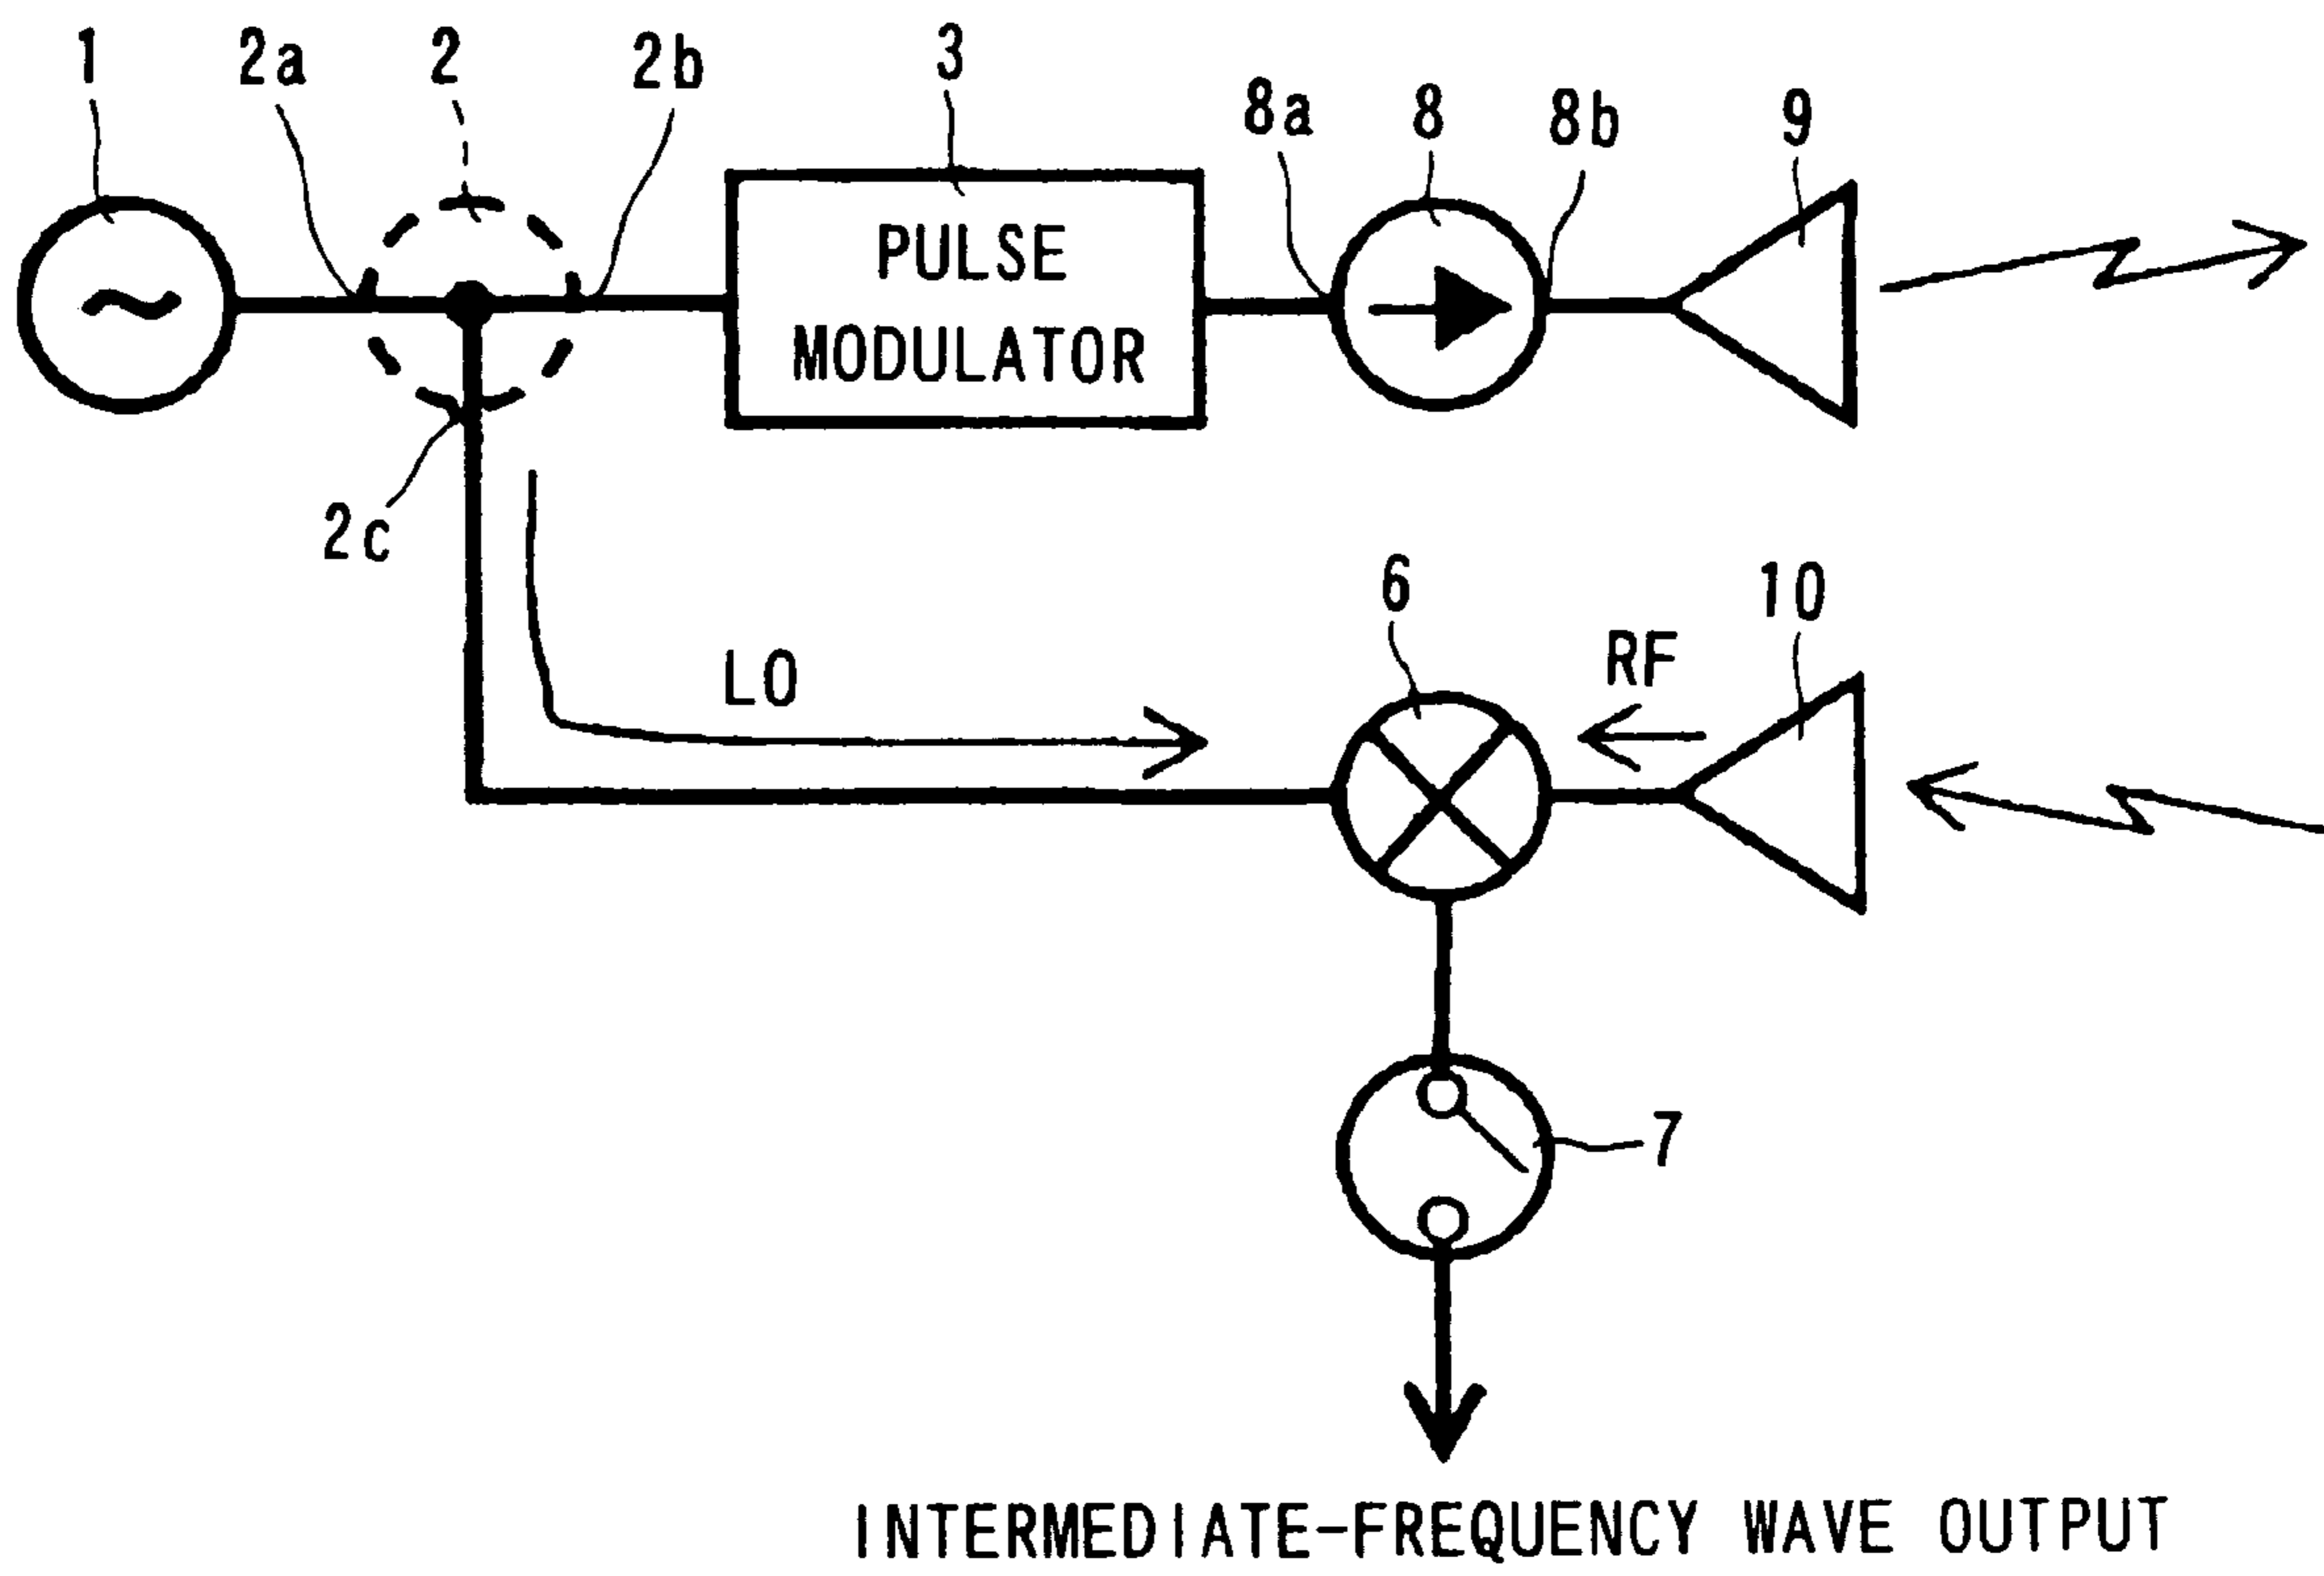 1
2a
2
2b
3
8a
8
8b
9
PULSE
MODULATOR
2c
6
10
RF
LO
7
INTERMEDIATE-FREQUENCY WAVE OUTPUT